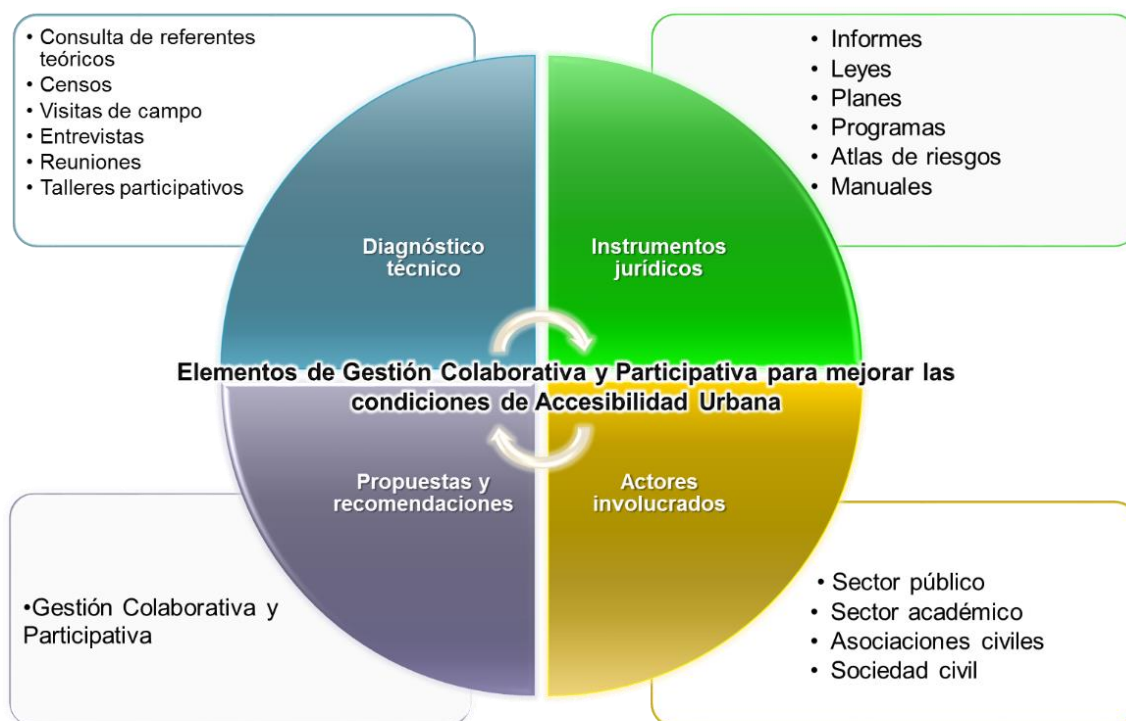 • Consulta de referentes
teóricos
• Censos
• Visitas de campo
• Entrevistas
• Reuniones
• Talleres participativos
• Informes
• Leyes
• Planes
• Programas
• Atlas de riesgos
• Manuales
Diagnóstico
técnico
Instrumentos
jurídicos
Elementos de Gestión Colaborativa y Participativa para mejorar las
condiciones de Accesibilidad Urbana
Propuestas y
recomendaciones
Actores
involucrados
•Gestión Colaborativa y
Participativa
• Sector público
• Sector académico
• Asociaciones civiles
• Sociedad civil